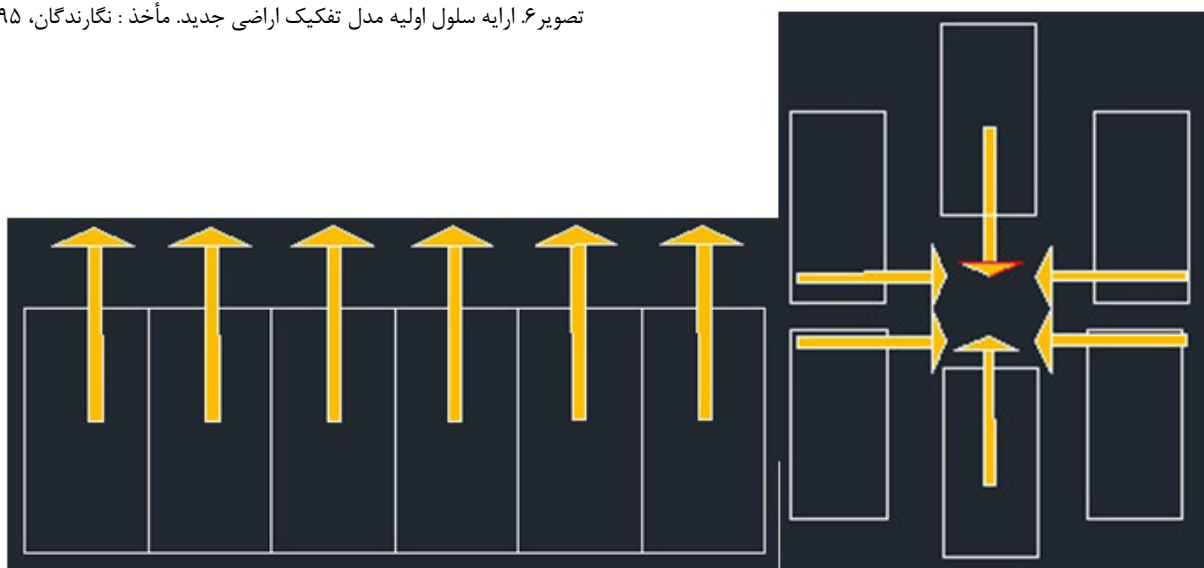 تصویر۶. ارایه سلول اولیه مدل تفکیک اراضی جدید. مأخذ : نگارندگان، ۹۵